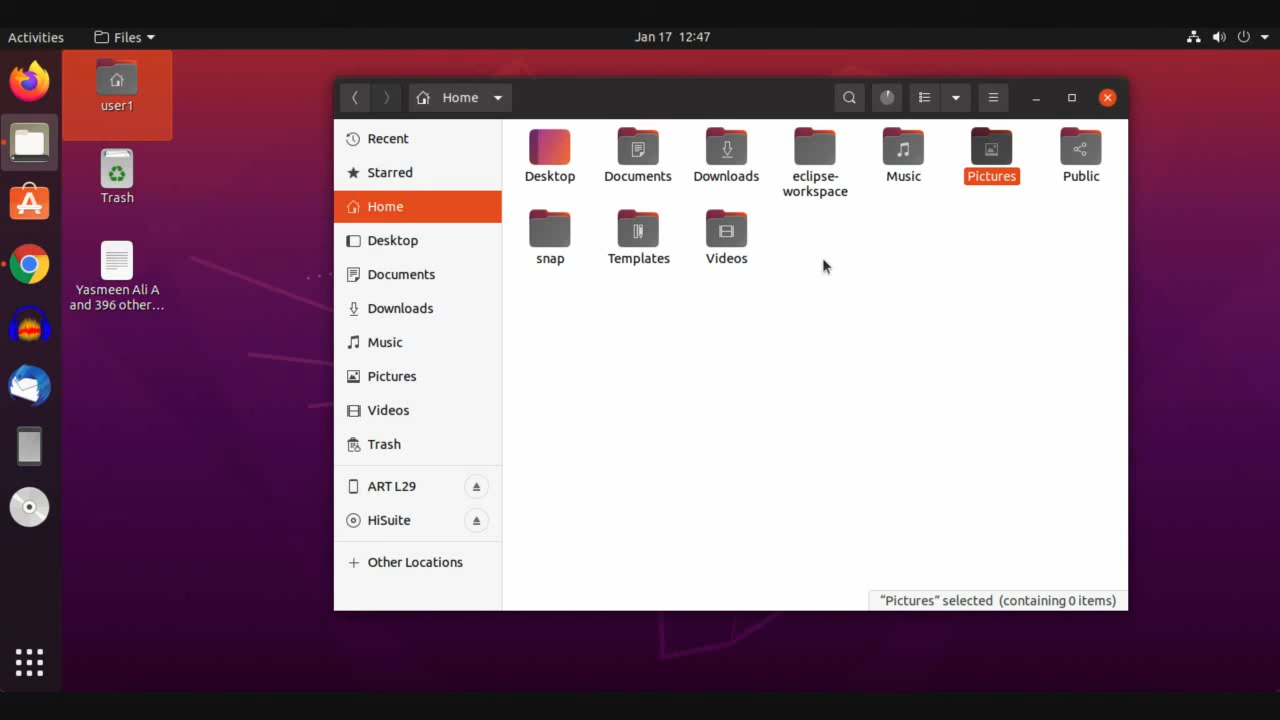 Activities
Files
Jan 17 12:47
user1
Trash
Yasmeen Ali A
and 396 other…
Home
Recent
Starred
Home
Desktop
Documents
Downloads
Music
Pictures
Videos
Trash
ART L29
HiSuite
Other Locations
Desktop
Documents
Downloads
eclipse-
workspace
Music
Pictures
Public
snap
Templates
Videos
“Pictures” selected (containing 0 items)